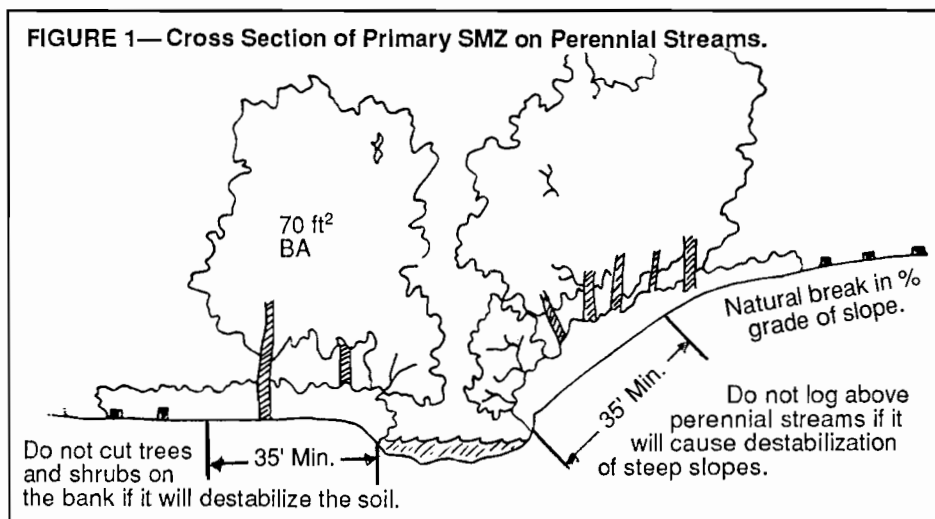 FIGURE 1—Cross Section of Primary SMZ on Perennial Streams.
70 ft²
BA
Natural break in %
grade of slope.
35' Min.
Do not log above
perennial streams if it
will cause destabilization
of steep slopes.
Do not cut trees
and shrubs on
the bank if it will destabilize the soil.
35' Min.